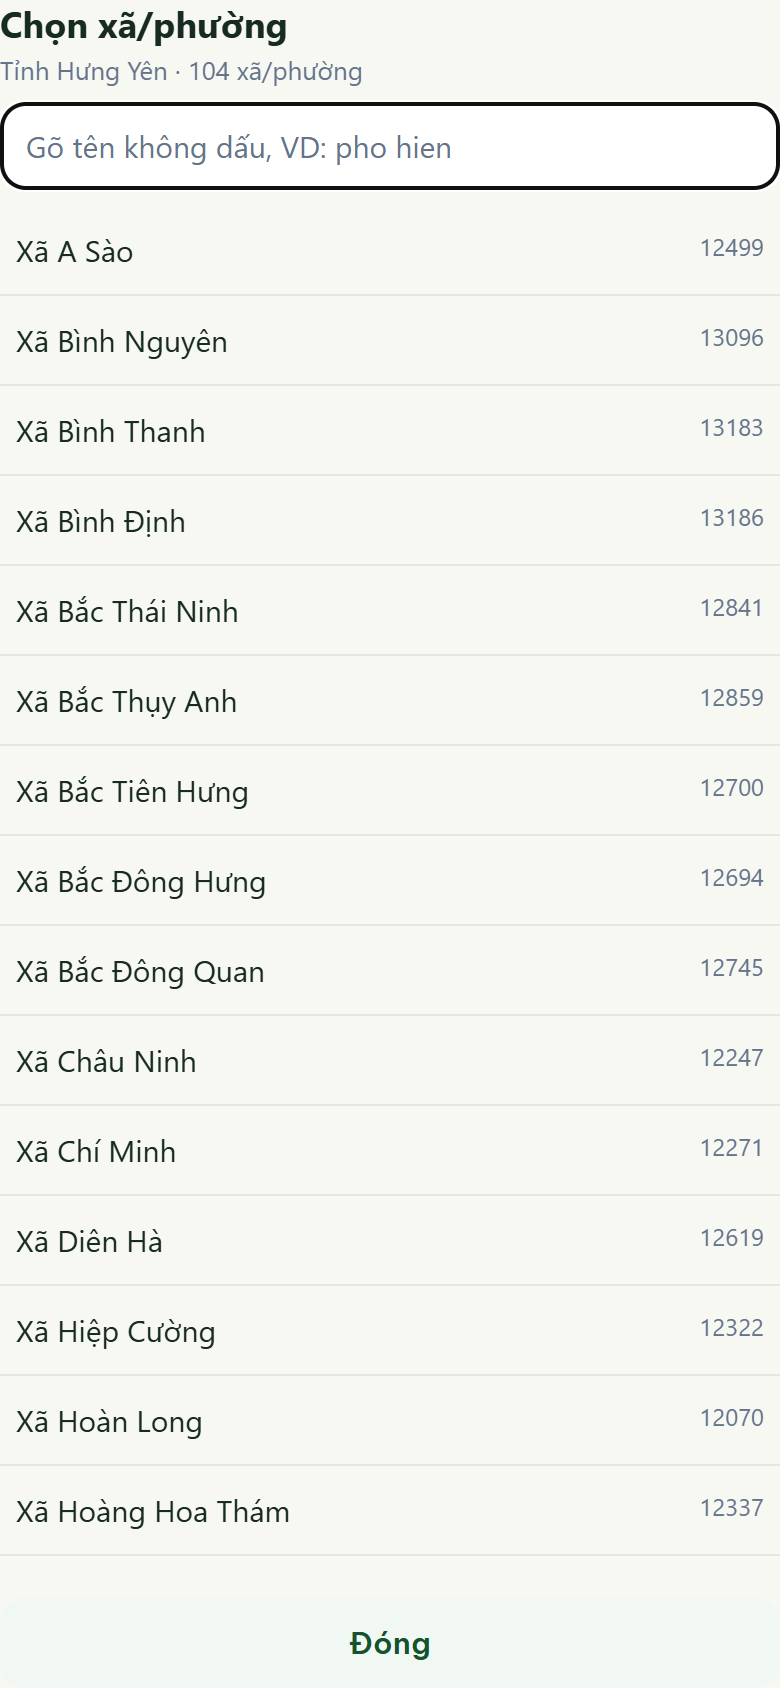 Chọn xã/phường
Tỉnh Hưng Yên · 104 xã/phường
Gõ tên không dấu, VD: pho hien
Xã A Sào 12499
Xã Bình Nguyên 13096
Xã Bình Thanh 13183
Xã Bình Định 13186
Xã Bắc Thái Ninh 12841
Xã Bắc Thụy Anh 12859
Xã Bắc Tiên Hưng 12700
Xã Bắc Đông Hưng 12694
Xã Bắc Đông Quan 12745
Xã Châu Ninh 12247
Xã Chí Minh 12271
Xã Diên Hà 12619
Xã Hiệp Cường 12322
Xã Hoàn Long 12070
Xã Hoàng Hoa Thám 12337
Đóng